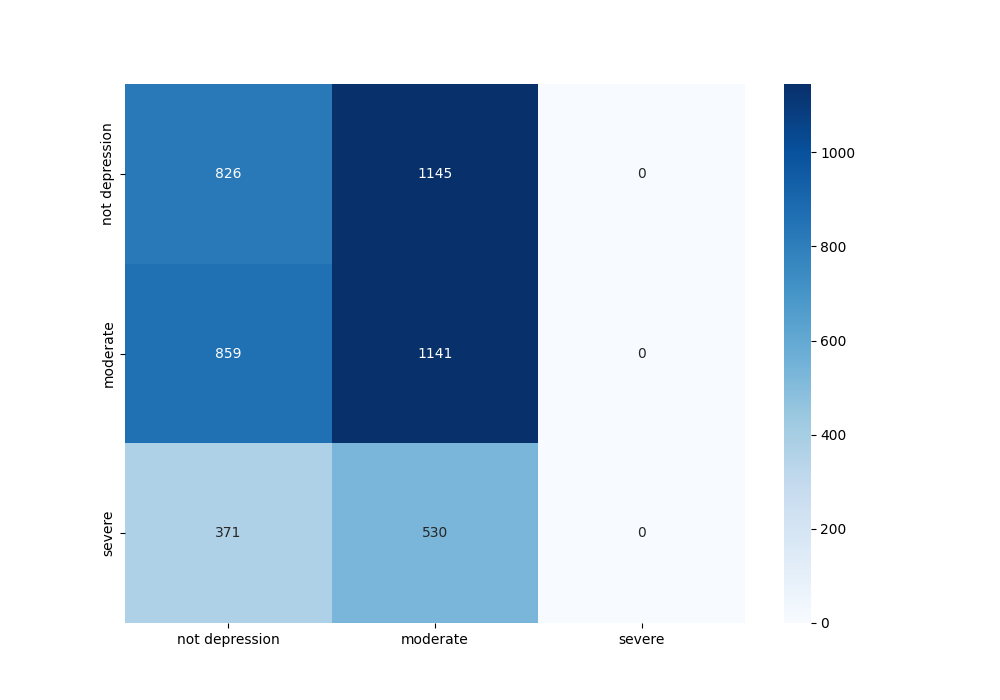 not depression 826 1145 0
moderate 859 1141 0
severe 371 530 0
not depression moderate severe
1000
800
600
400
200
0